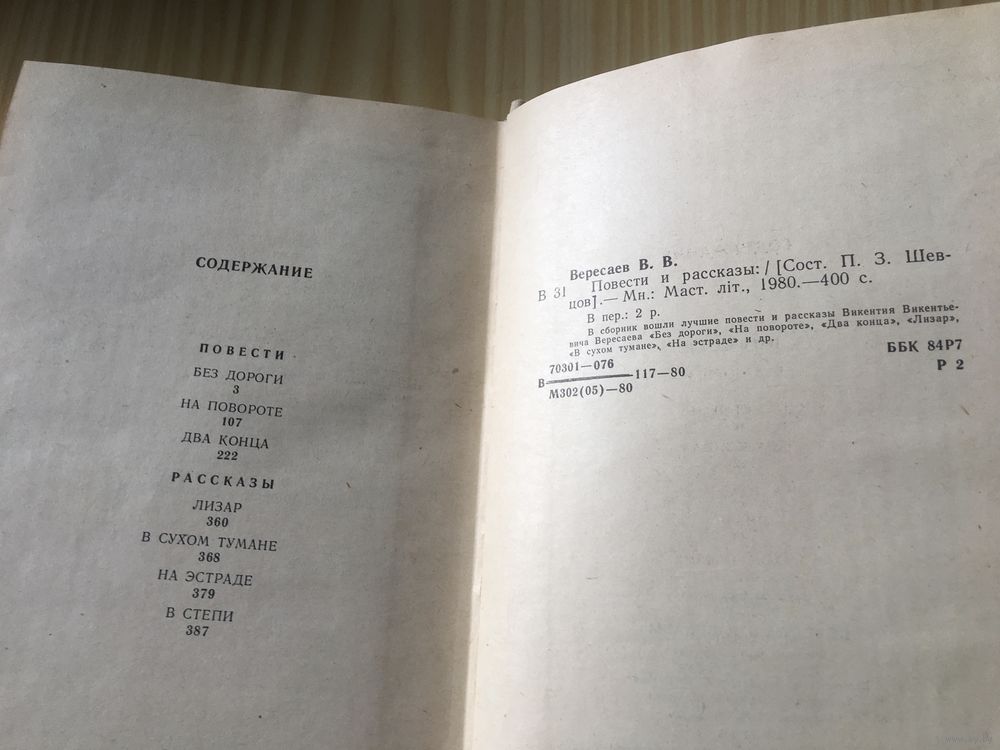 СОДЕРЖАНИЕ
ПОВЕСТИ
БЕЗ ДОРОГИ
3
НА ПОВОРОТЕ
107
ДВА КОНЦА
222
РАССКАЗЫ
ЛИЗАР
360
В СУХОМ ТУМАНЕ
368
НА ЭСТРАДЕ
379
В СТЕПИ
387
Вересаев В. В.
В 31 Повести и рассказы: / [Сост. П. З. Шев-
цов].— Мн.: Маст. літ., 1980.—400 с.
В пер.: 2 р.
В сборник вошли лучшие повести и рассказы Викентия Викентье-
вича Вересаева «Без дороги», «На повороте», «Два конца», «Лизар»,
«В сухом тумане», «На эстраде» и др.
70301—076
В 117—80
М302(05)—80
ББК 84Р7
Р 2